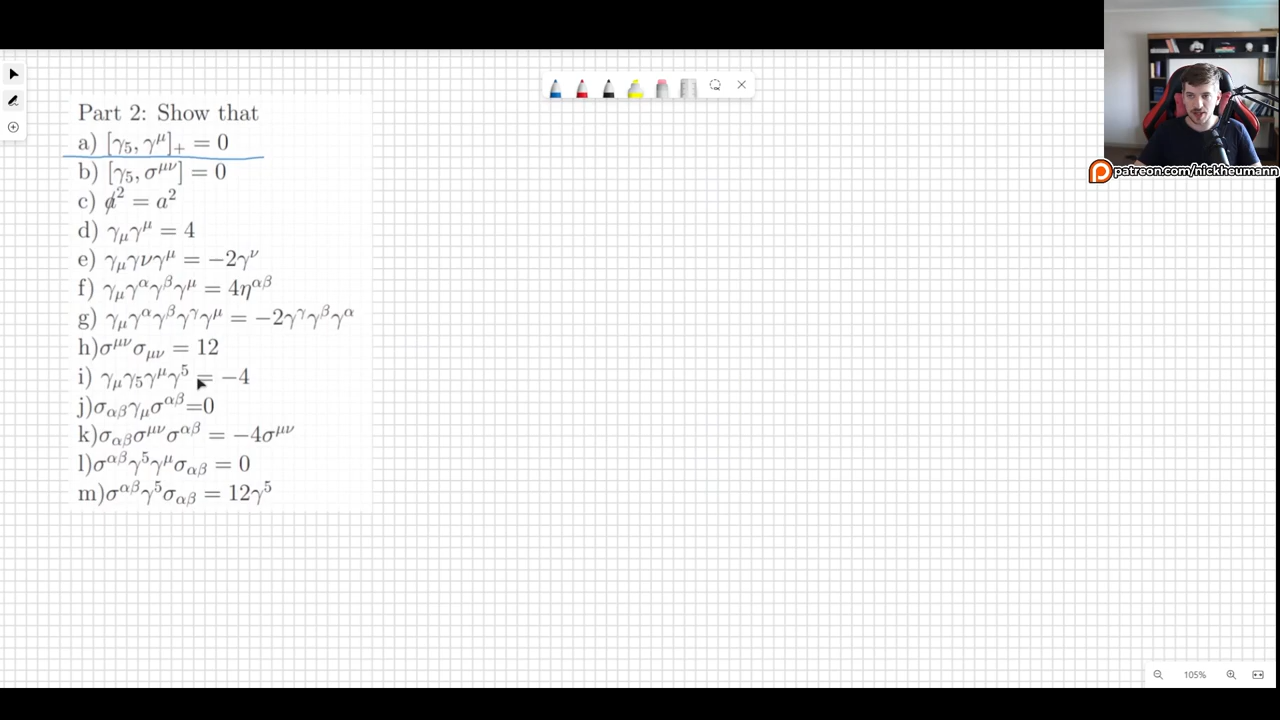 Part 2: Show that
a) [γ₅, γ^μ]₊ = 0
b) [γ₅, σ^{μν}] = 0
c) a̸² = a²
d) γ_μγ^μ = 4
e) γ_μγνγ^μ = −2γ^ν
f) γ_μγ^αγ^βγ^μ = 4η^{αβ}
g) γ_μγ^αγ^βγ^γγ^μ = −2γ^γγ^βγ^α
h)σ^{μν}σ_{μν} = 12
i) γ_μγ₅γ^μγ^5 = −4
j)σ_{αβ}γ_μσ^{αβ}=0
k)σ_{αβ}σ^{μν}σ^{αβ} = −4σ^{μν}
l)σ^{αβ}γ^5γ^μσ_{αβ} = 0
m)σ^{αβ}γ^5σ_{αβ} = 12γ^5
patreon.com/nickheumann
105%